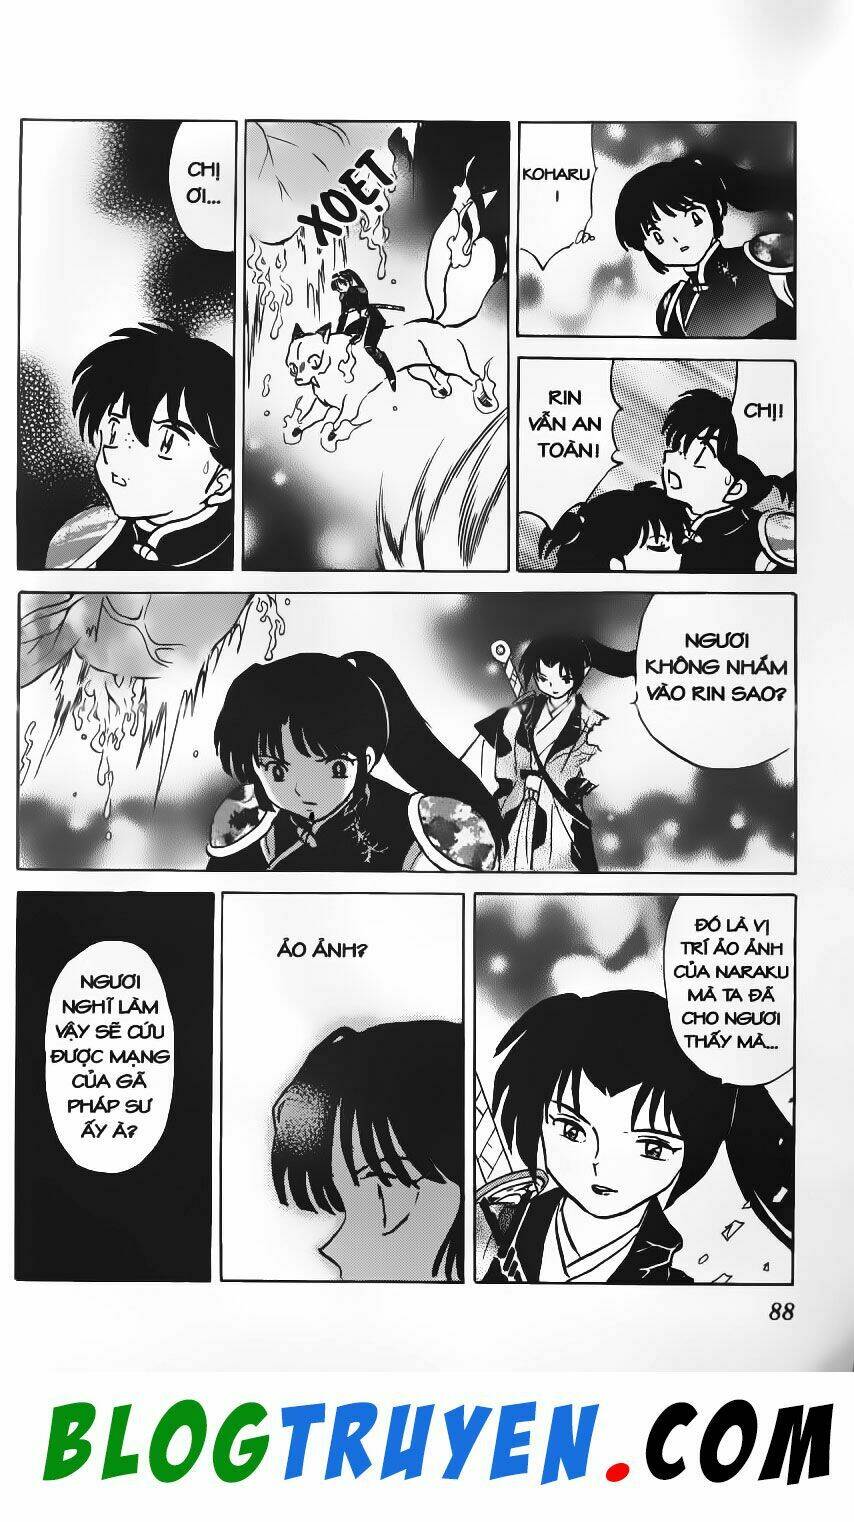 KOHARU
!
CHỊ!
RIN
VẪN AN
TOÀN!
XOẸT
CHỊ
ƠI...
NGƯƠI
KHÔNG NHẮM
VÀO RIN SAO?
ĐÓ LÀ VỊ
TRÍ ẢO ẢNH
CỦA NARAKU
MÀ TA ĐÃ
CHO NGƯƠI
THẤY MÀ...
ẢO ẢNH?
NGƯƠI
NGHĨ LÀM
VẬY SẼ CỨU
ĐƯỢC MẠNG
CỦA GÃ
PHÁP SƯ
ẤY À?
88
BLOGTRUYEN.COM